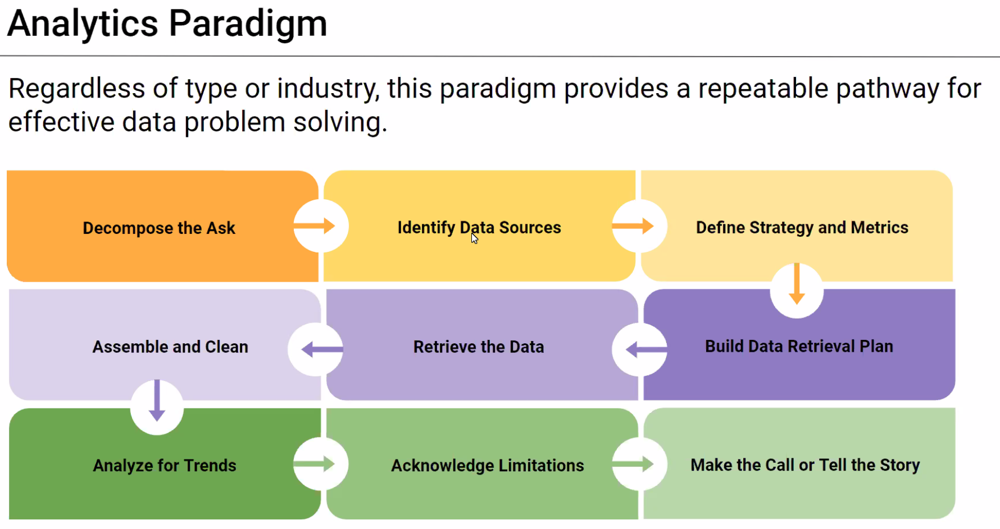 Analytics Paradigm
Regardless of type or industry, this paradigm provides a repeatable pathway for
effective data problem solving.
Decompose the Ask
Identify Data Sources
Define Strategy and Metrics
Build Data Retrieval Plan
Retrieve the Data
Assemble and Clean
Analyze for Trends
Acknowledge Limitations
Make the Call or Tell the Story